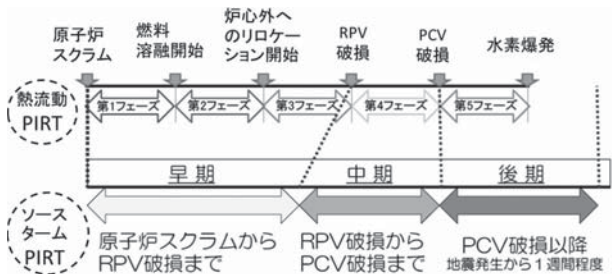 原子炉
スクラム
燃料
溶融開始
炉心外へ
のリロケー
ション開始
RPV
破損
PCV
破損
水素爆発
熱流動
PIRT
第1フェーズ 第2フェーズ 第3フェーズ 第4フェーズ 第5フェーズ
早期 中期 後期
ソース
ターム
PIRT
原子炉スクラムから
RPV破損まで
RPV破損から
PCV破損まで
PCV破損以降
地震発生から1週間程度